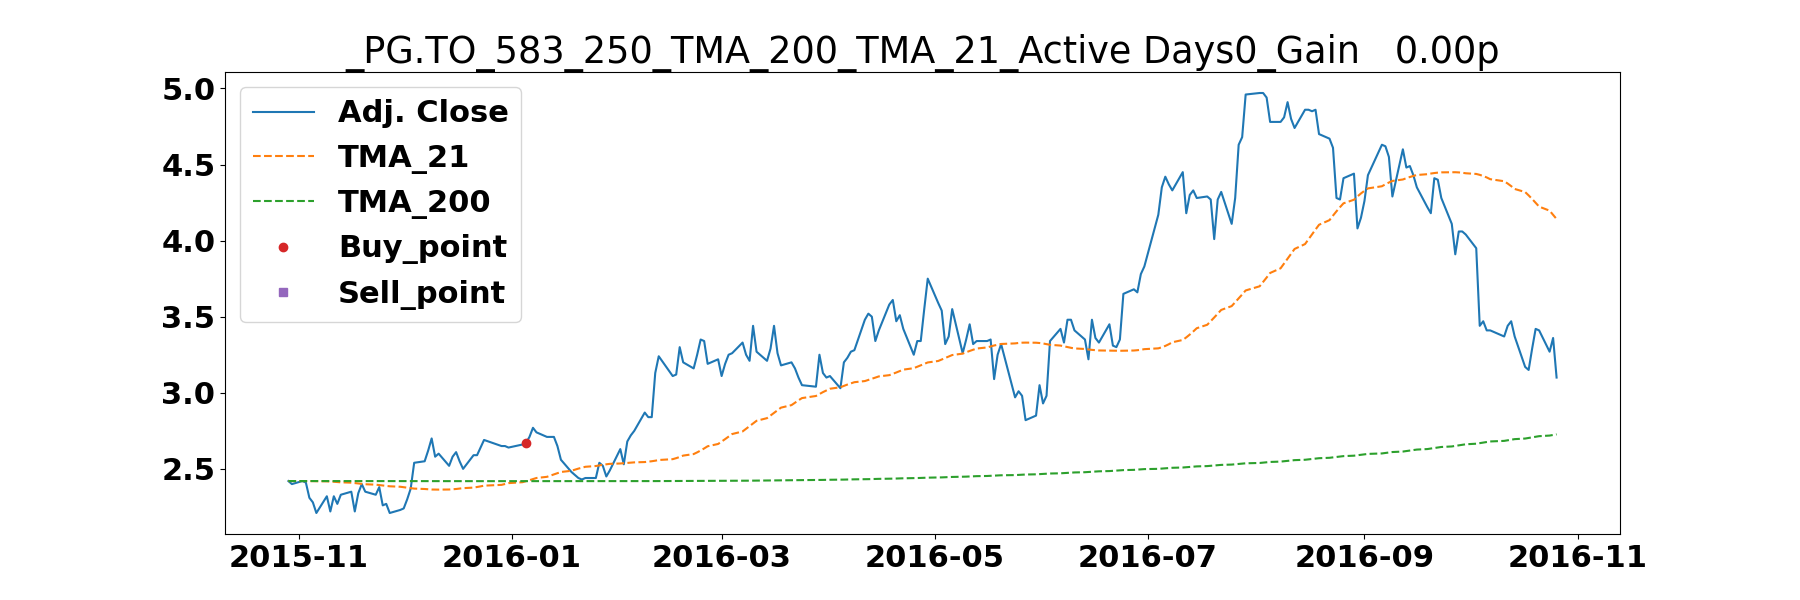 _PG.TO_583_250_TMA_200_TMA_21_Active Days0_Gain   0.00p
5.0
4.5
4.0
3.5
3.0
2.5
Adj. Close
TMA_21
TMA_200
Buy_point
Sell_point
2015-11
2016-01
2016-03
2016-05
2016-07
2016-09
2016-11